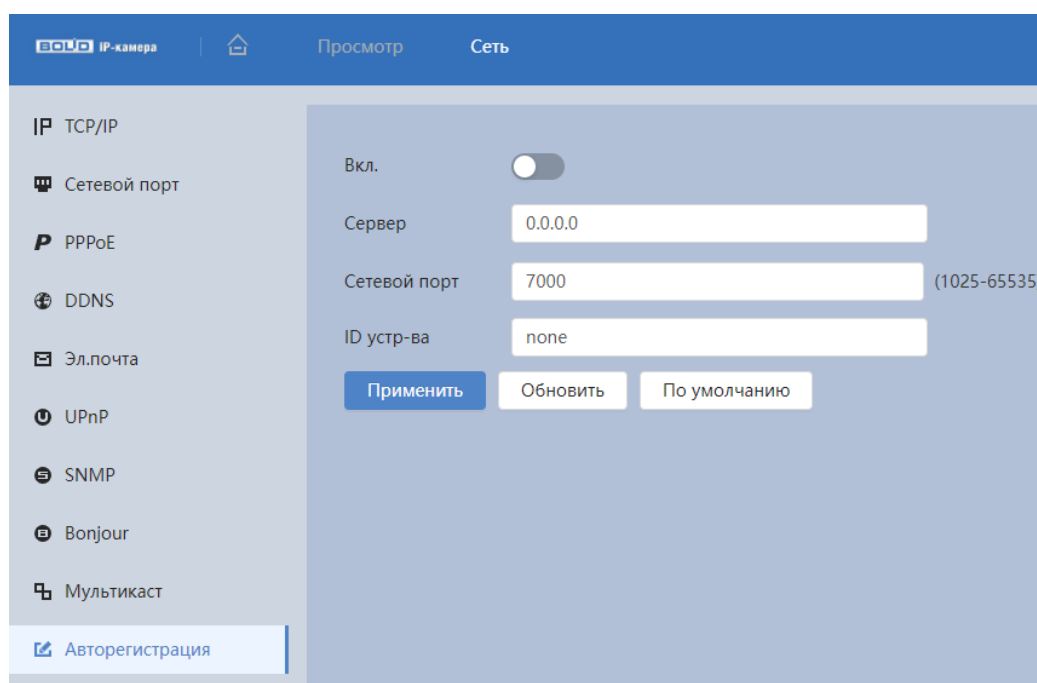 BOLID IP-камера Просмотр Сеть
TCP/IP
Сетевой порт
PPPoE
DDNS
Эл.почта
UPnP
SNMP
Bonjour
Мультикаст
Авторегистрация
Вкл.
Сервер 0.0.0.0
Сетевой порт 7000 (1025-65535
ID устр-ва none
Применить Обновить По умолчанию